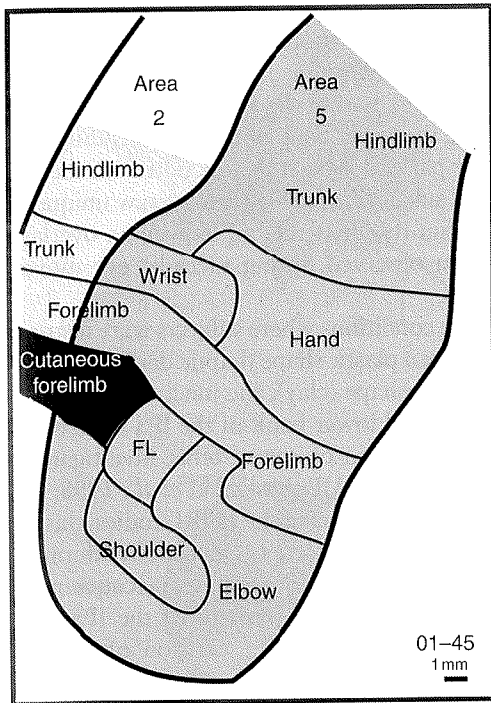 Area
2
Area
5
Hindlimb
Hindlimb
Trunk
Trunk
Wrist
Forelimb
Hand
Cutaneous
forelimb
FL
Forelimb
Shoulder
Elbow
01–45
1 mm